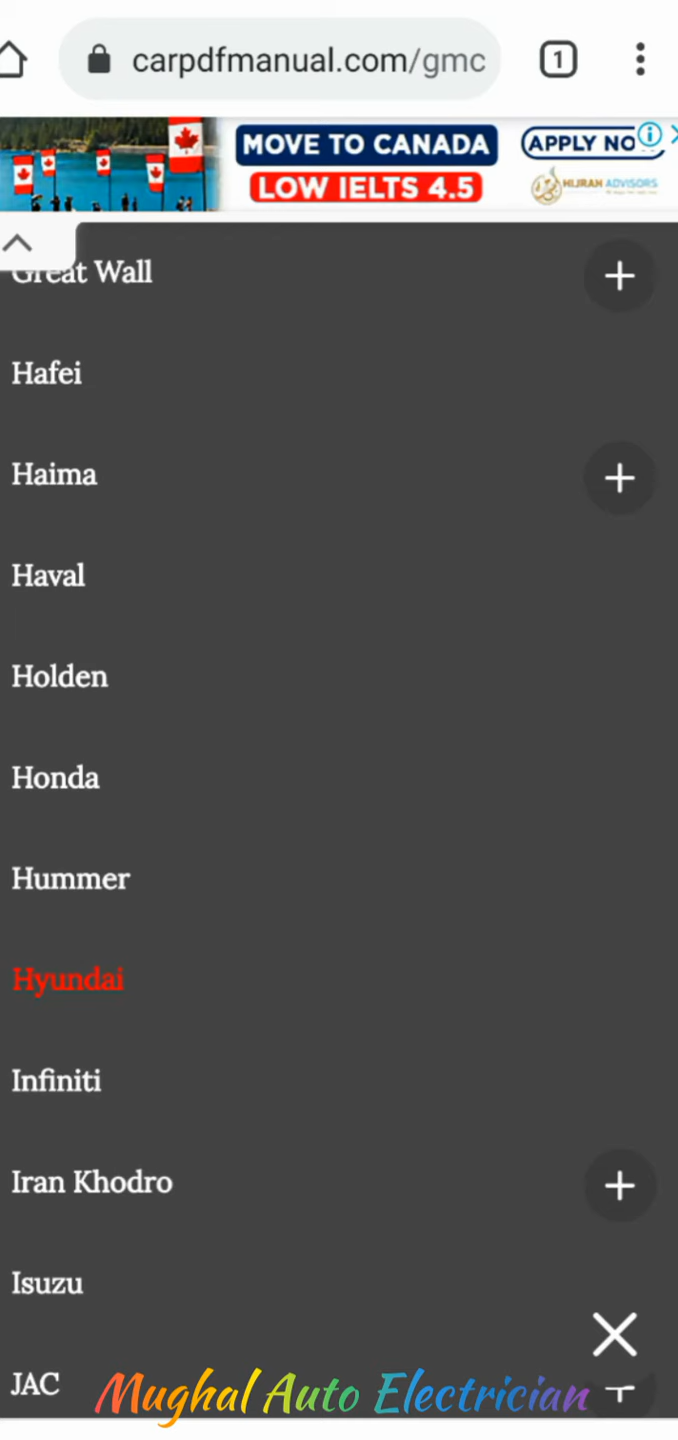 carpdfmanual.com/gmc
1
MOVE TO CANADA
LOW IELTS 4.5
APPLY NO
HIJRAH ADVISORS
Great Wall
Hafei
Haima
Haval
Holden
Honda
Hummer
Hyundai
Infiniti
Iran Khodro
Isuzu
JAC
Mughal Auto Electrician